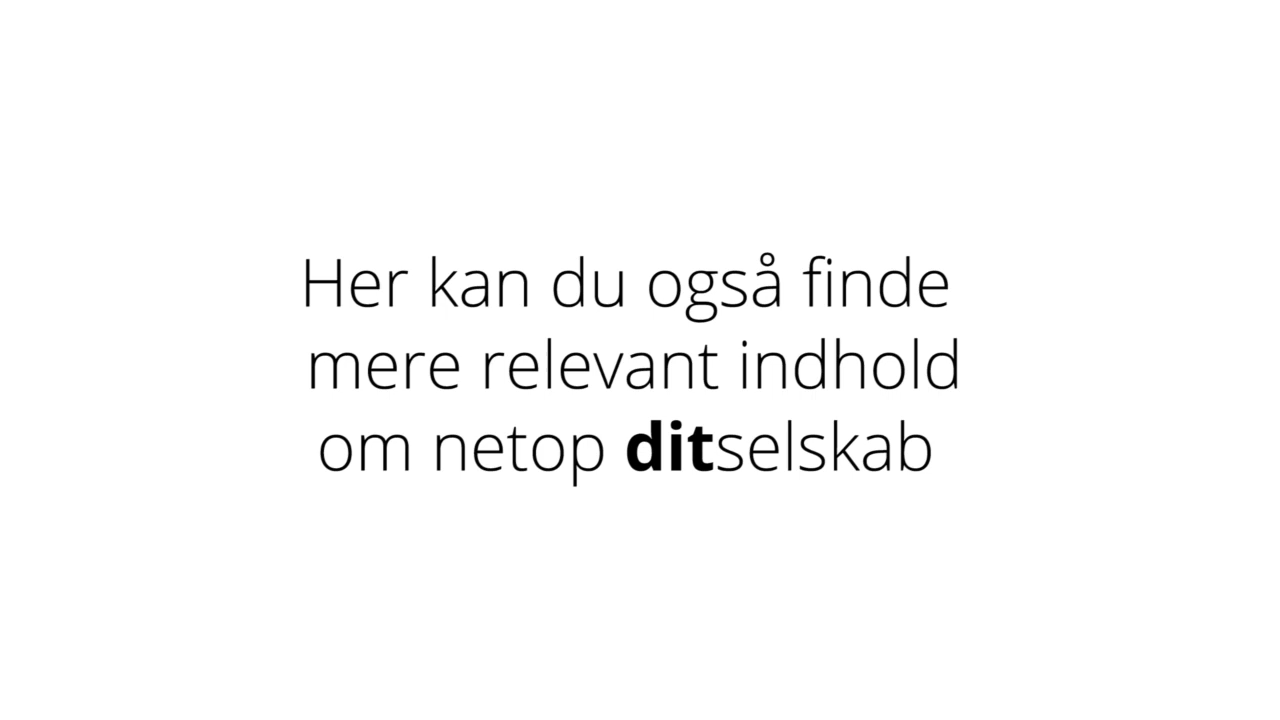 Her kan du også finde
mere relevant indhold
om netop ditselskab